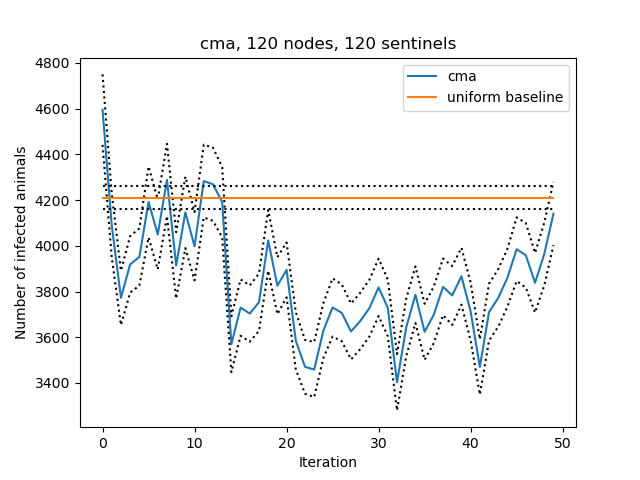 cma, 120 nodes, 120 sentinels
cma
uniform baseline
Number of infected animals
4800
4600
4400
4200
4000
3800
3600
3400
0 10 20 30 40 50
Iteration